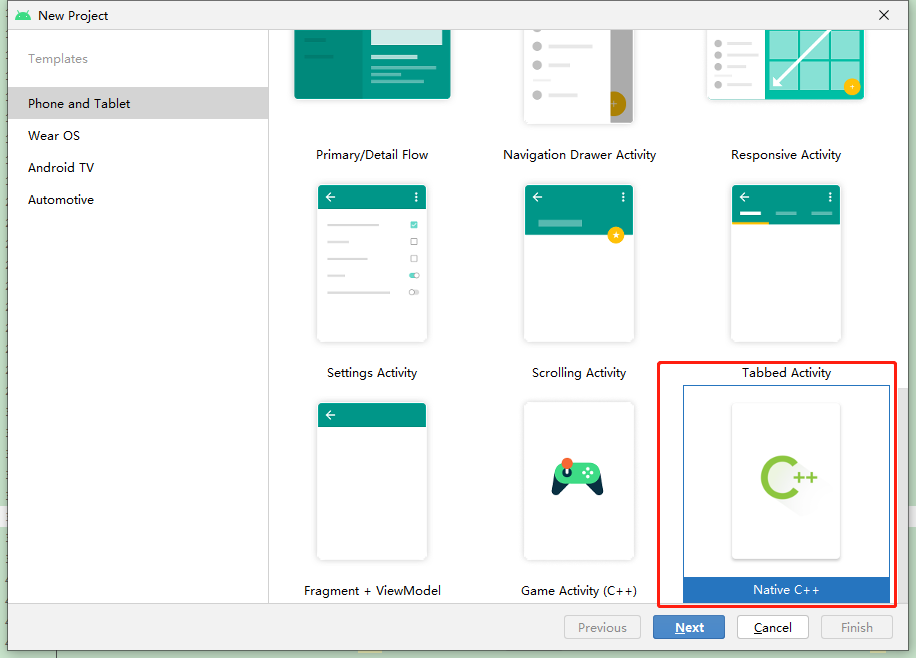 New Project
Templates
Phone and Tablet
Wear OS
Android TV
Automotive
Primary/Detail Flow
Navigation Drawer Activity
Responsive Activity
Settings Activity
Scrolling Activity
Tabbed Activity
C++
Fragment + ViewModel
Game Activity (C++)
Native C++
Previous
Next
Cancel
Finish